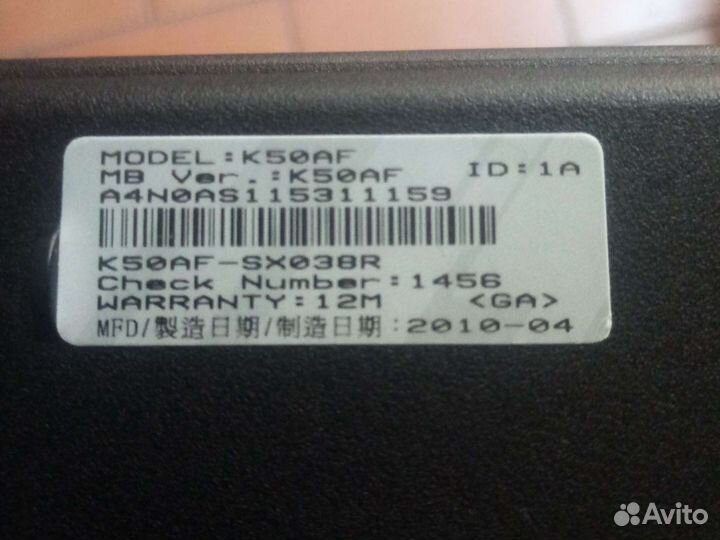 MODEL:K50AF
MB Ver.:K50AF ID:1A
A4N0AS115311159
K50AF-SX038R
Check Number:1456
WARRANTY:12M <GA>
MFD/製造日期/制造日期:2010-04
Avito